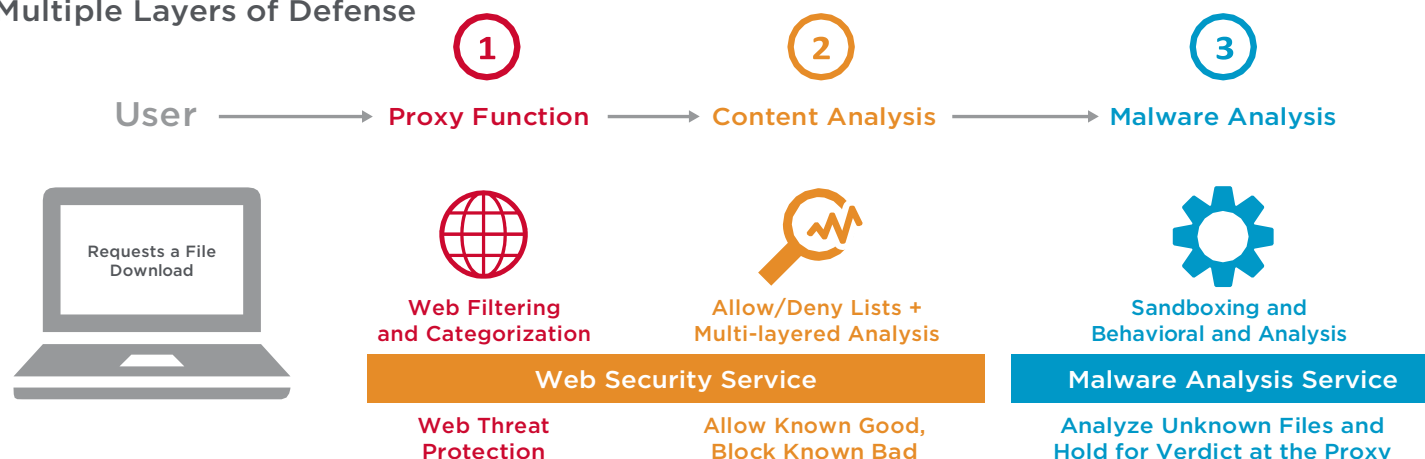 Multiple Layers of Defense
1
2
3
User
Proxy Function
Content Analysis
Malware Analysis
Requests a File
Download
Web Filtering
and Categorization
Allow/Deny Lists +
Multi-layered Analysis
Sandboxing and
Behavioral and Analysis
Web Security Service
Malware Analysis Service
Web Threat
Protection
Allow Known Good,
Block Known Bad
Analyze Unknown Files and
Hold for Verdict at the Proxy